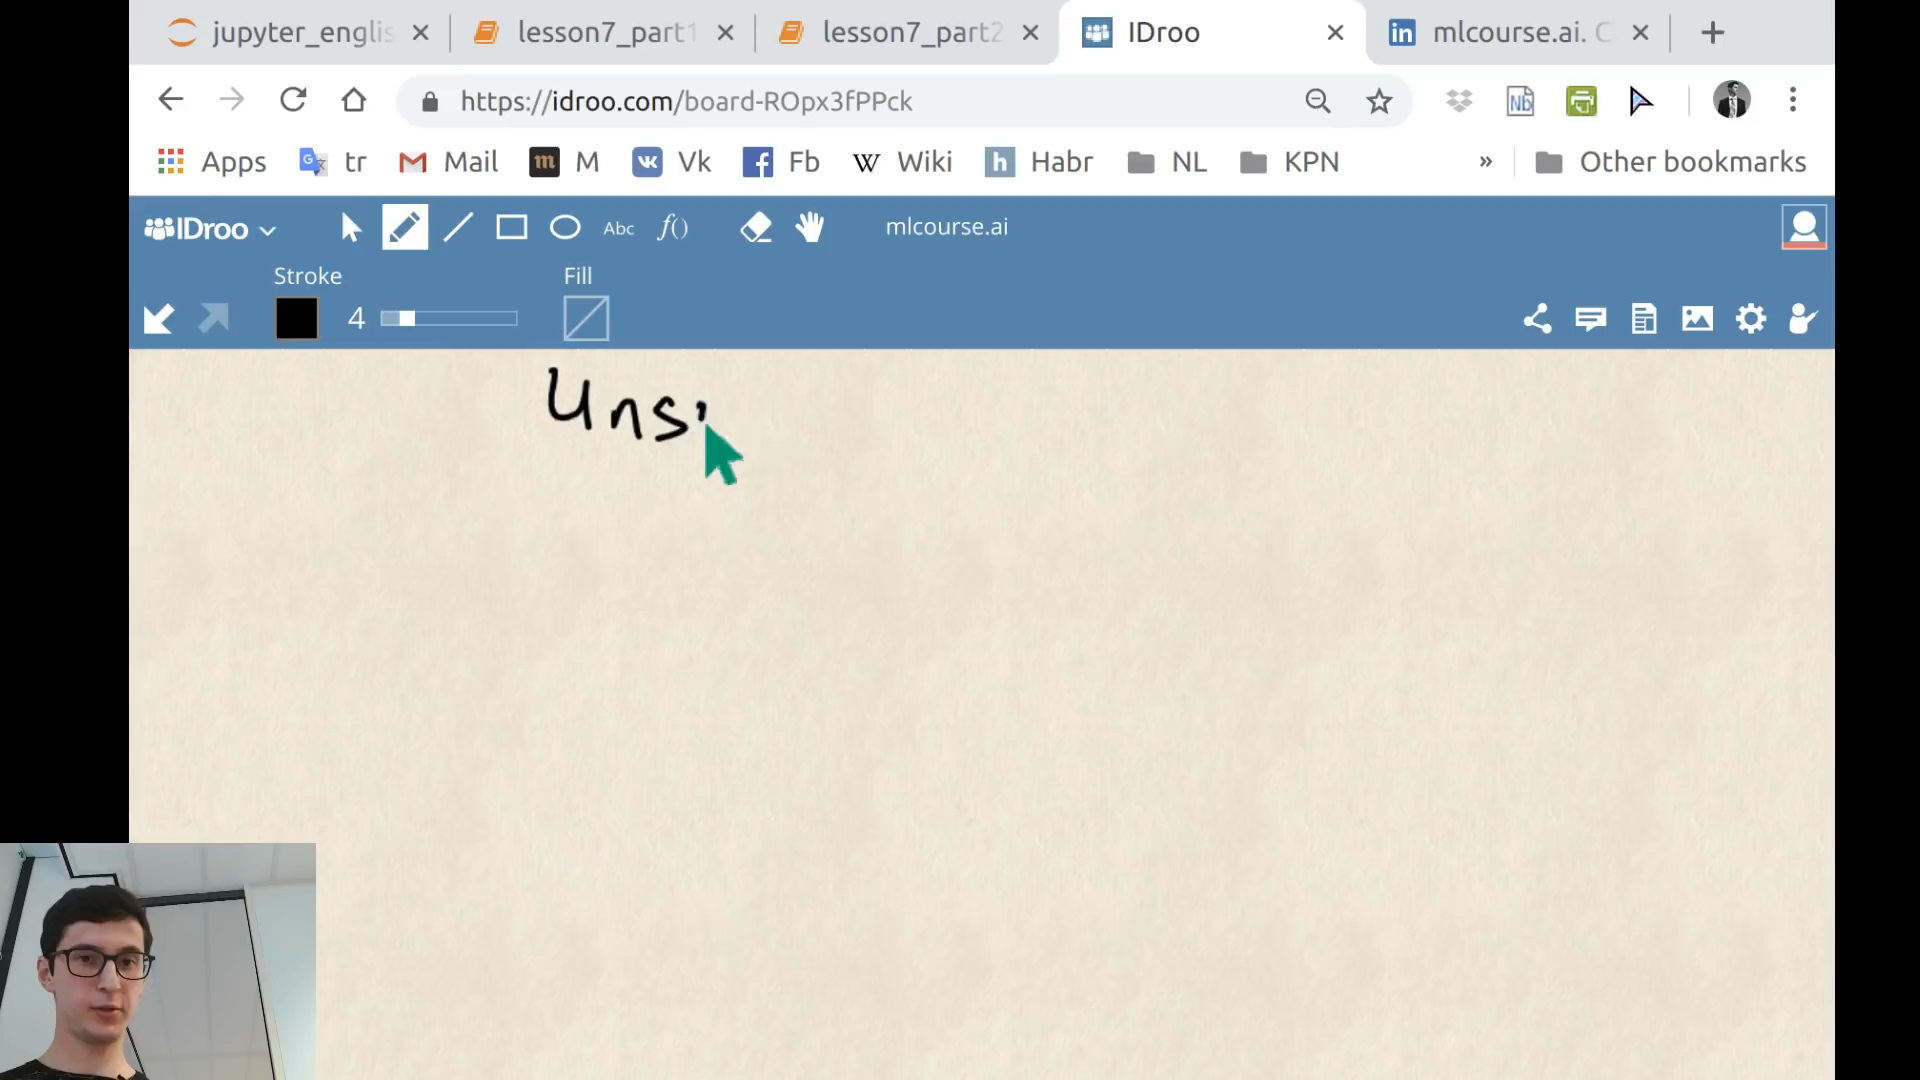 jupyter_englis lesson7_part1 lesson7_part2 IDroo mlcourse.ai. C
https://idroo.com/board-ROpx3fPPck
Apps tr Mail M Vk Fb Wiki Habr NL KPN » Other bookmarks
IDroo Abc f() mlcourse.ai
Stroke Fill
4
Uns